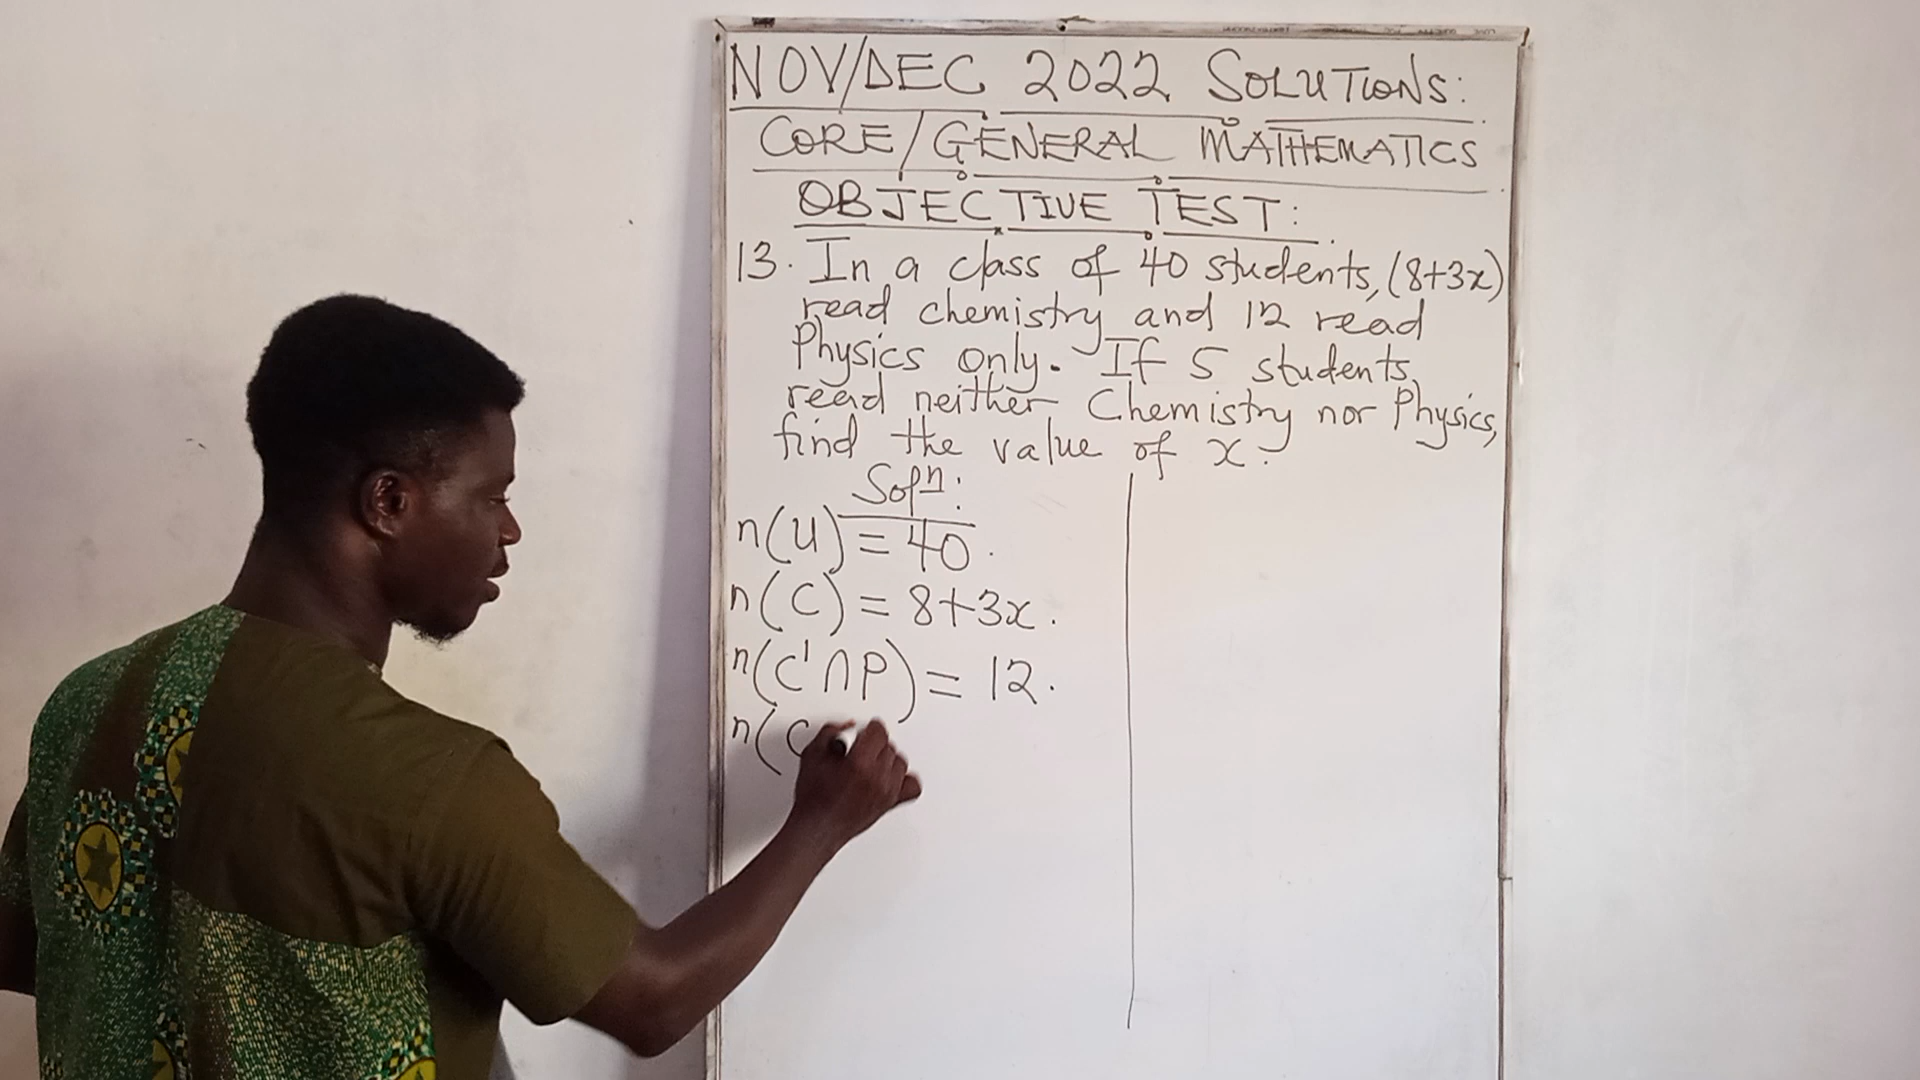 NOV/DEC 2022 SOLUTIONS:
CORE/GENERAL MATHEMATICS
OBJECTIVE TEST:
13. In a class of 40 students, (8+3x)
read chemistry and 12 read
Physics only. If 5 students
read neither Chemistry nor Physics,
find the value of x.
Solⁿ:
n(U) = 40.
n(C) = 8+3x.
n(C'∩P) = 12.
n(C